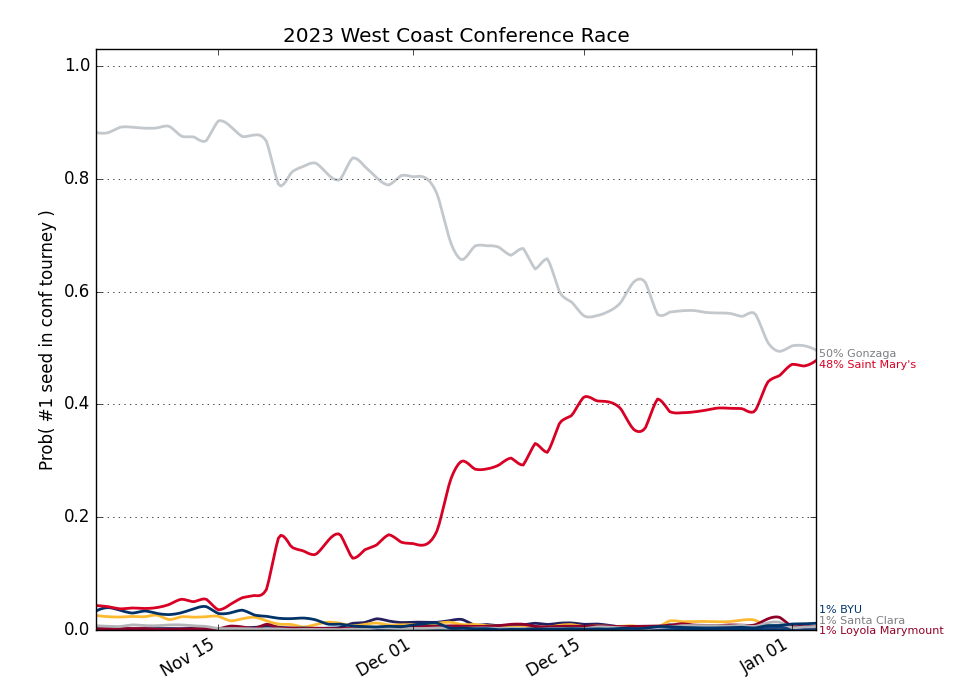 2023 West Coast Conference Race
Prob( #1 seed in conf tourney )
1.0
0.8
0.6
0.4
0.2
0.0
50% Gonzaga
48% Saint Mary's
1% BYU
1% Santa Clara
1% Loyola Marymount
Nov 15
Dec 01
Dec 15
Jan 01